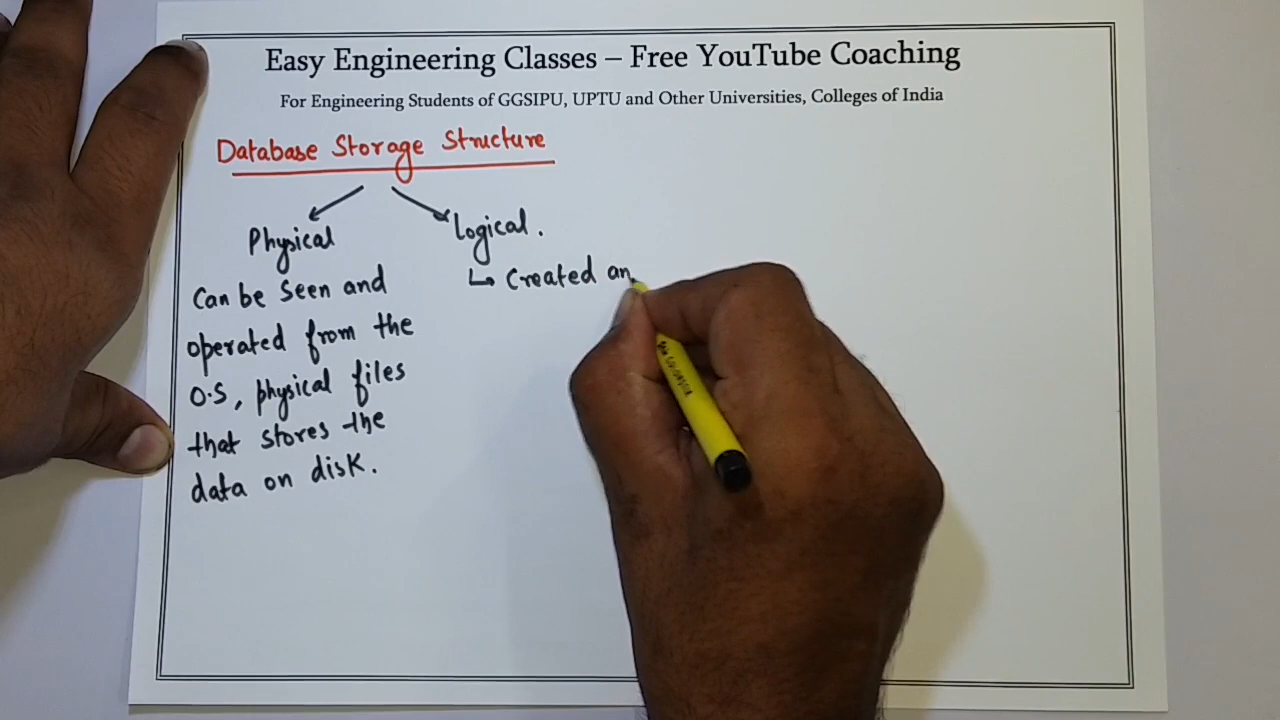 Easy Engineering Classes – Free YouTube Coaching
For Engineering Students of GGSIPU, UPTU and Other Universities, Colleges of India
Database Storage Structure
Physical
Logical.
Can be seen and
operated from the
O.S, physical files
that stores the
data on disk.
↳ Created an